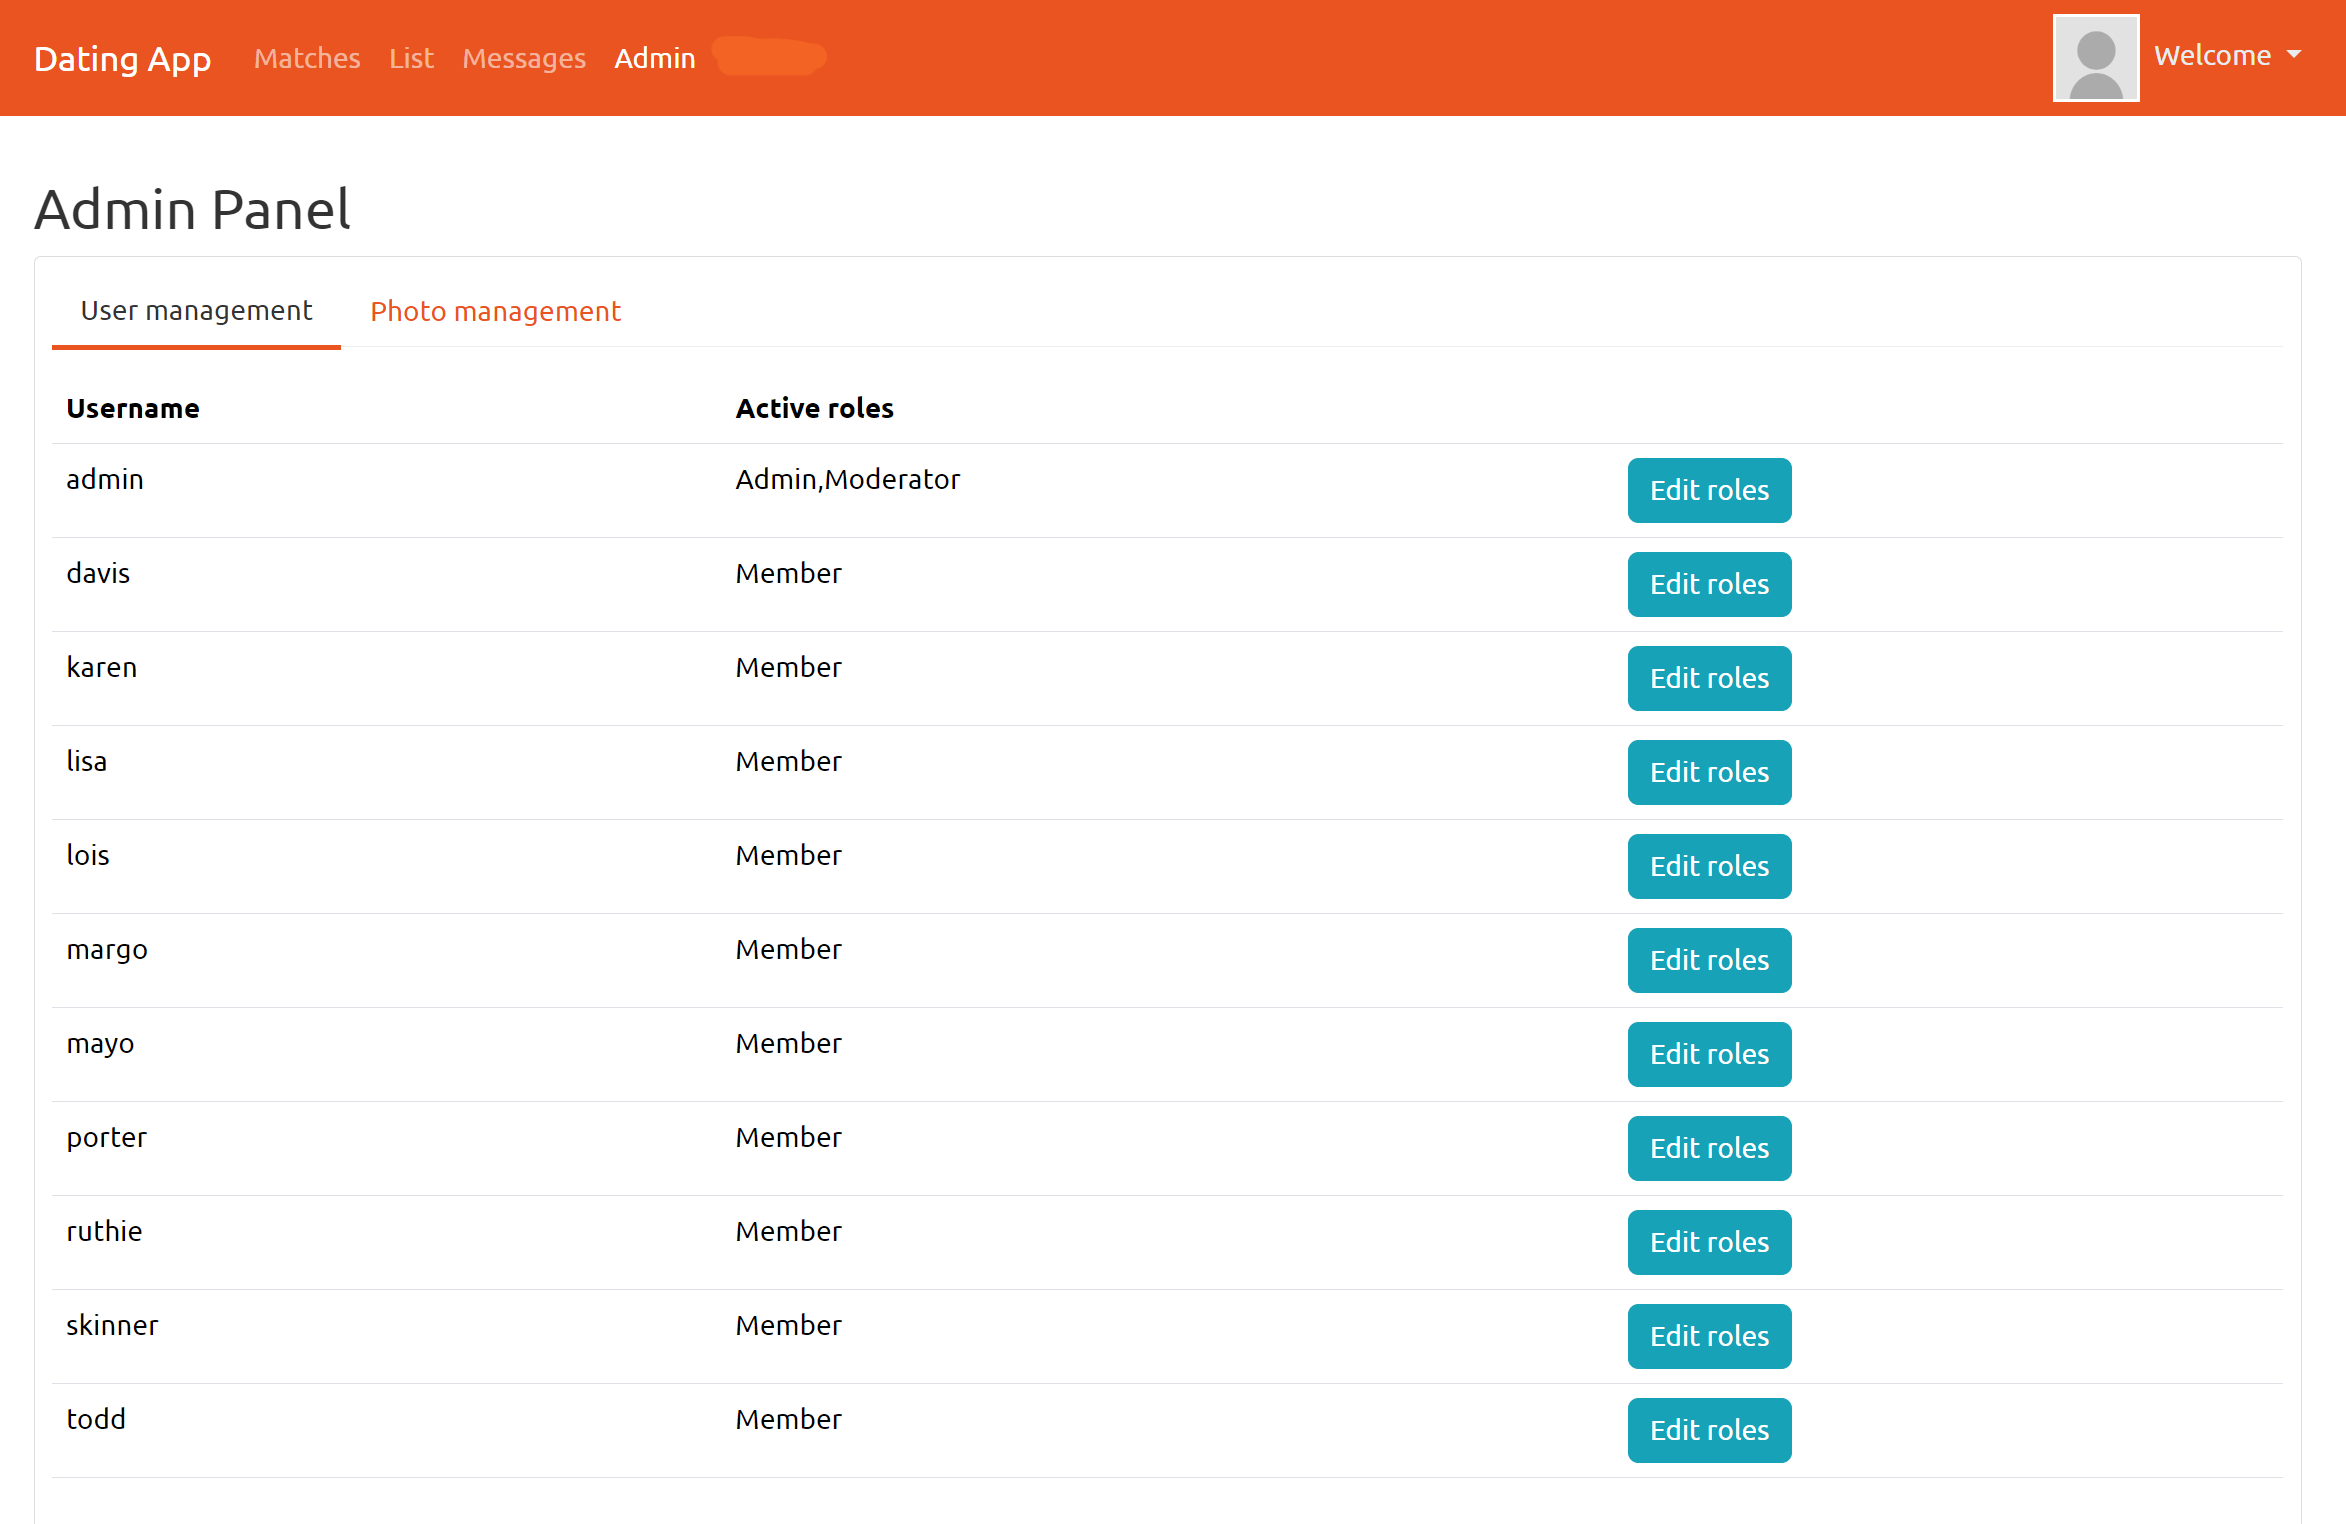 Dating App Matches List Messages Admin Welcome
Admin Panel
User management Photo management
Username Active roles
admin Admin,Moderator Edit roles
davis Member Edit roles
karen Member Edit roles
lisa Member Edit roles
lois Member Edit roles
margo Member Edit roles
mayo Member Edit roles
porter Member Edit roles
ruthie Member Edit roles
skinner Member Edit roles
todd Member Edit roles